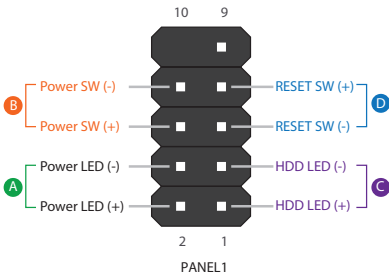 10 9
Power SW (-) RESET SW (+)
B D
Power SW (+) RESET SW (-)
Power LED (-) HDD LED (-)
A C
Power LED (+) HDD LED (+)
2 1
PANEL1